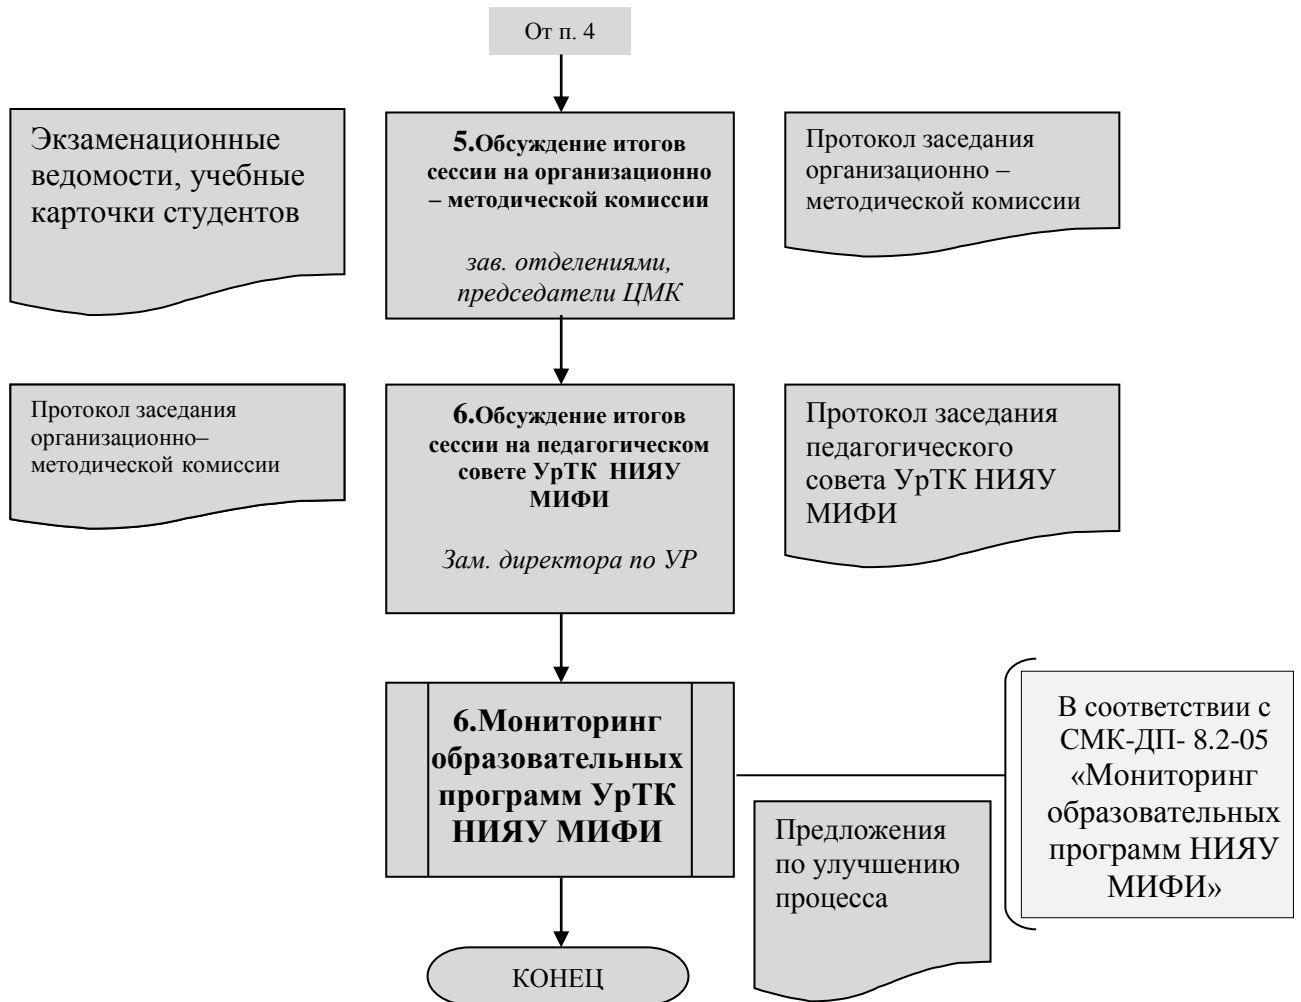 От п. 4
Экзаменационные
ведомости, учебные
карточки студентов
5.Обсуждение итогов
сессии на организационно
– методической комиссии
зав. отделениями,
председатели ЦМК
Протокол заседания
организационно –
методической комиссии
Протокол заседания
организационно–
методической комиссии
6.Обсуждение итогов
сессии на педагогическом
совете УрТК НИЯУ
МИФИ
Зам. директора по УР
Протокол заседания
педагогического
совета УрТК НИЯУ
МИФИ
6.Мониторинг
образовательных
программ УрТК
НИЯУ МИФИ
В соответствии с
СМК-ДП- 8.2-05
«Мониторинг
образовательных
программ НИЯУ
МИФИ»
Предложения
по улучшению
процесса
КОНЕЦ